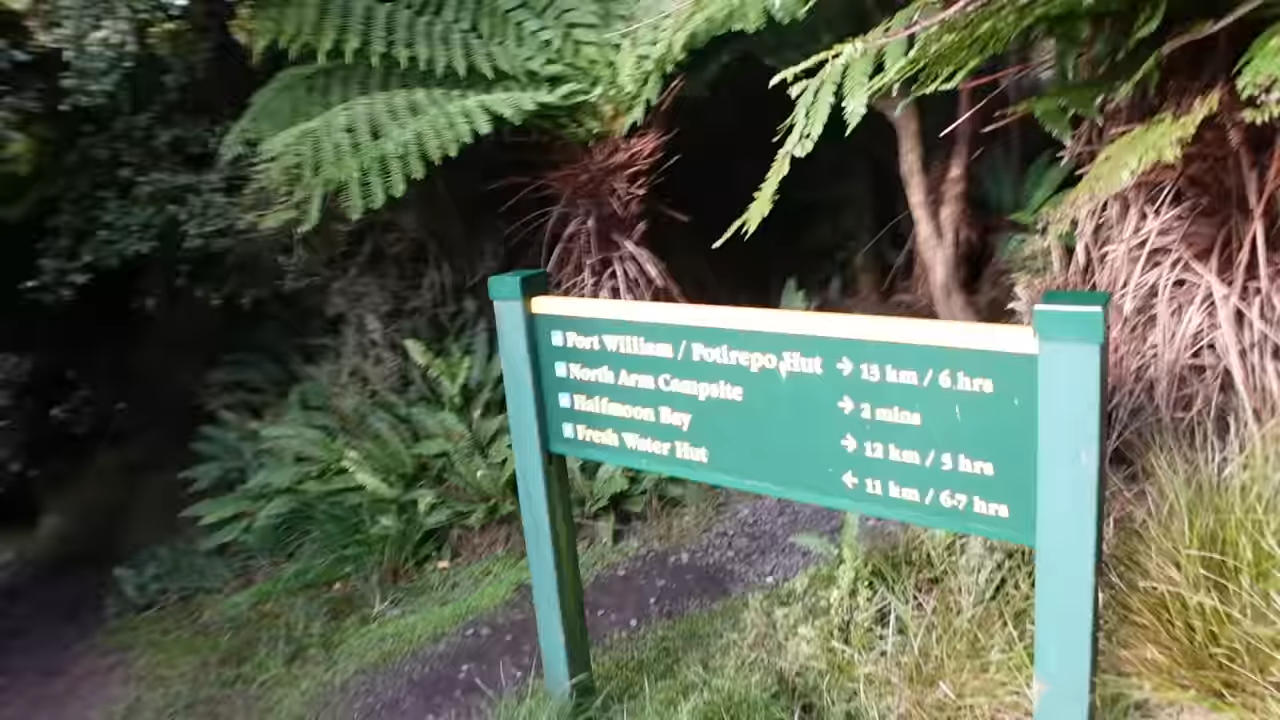 Port William / Potirepo Hut → 15 km / 6 hrs
North Arm Campsite → 2 mins
Halfmoon Bay → 12 km / 5 hrs
Fresh Water Hut ← 11 km / 6-7 hrs